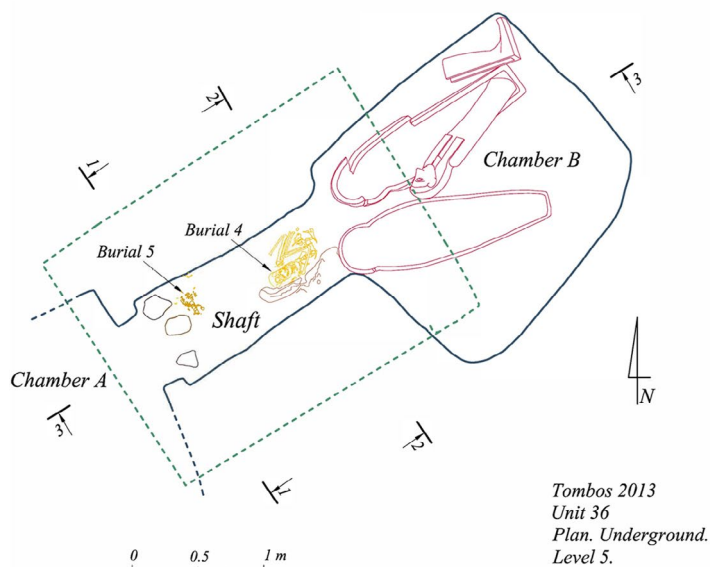 2
3
1
Chamber B
Burial 4
Burial 5
Shaft
Chamber A
N
3
2
1
Tombos 2013
Unit 36
Plan. Underground.
Level 5.
0 0.5 1 m